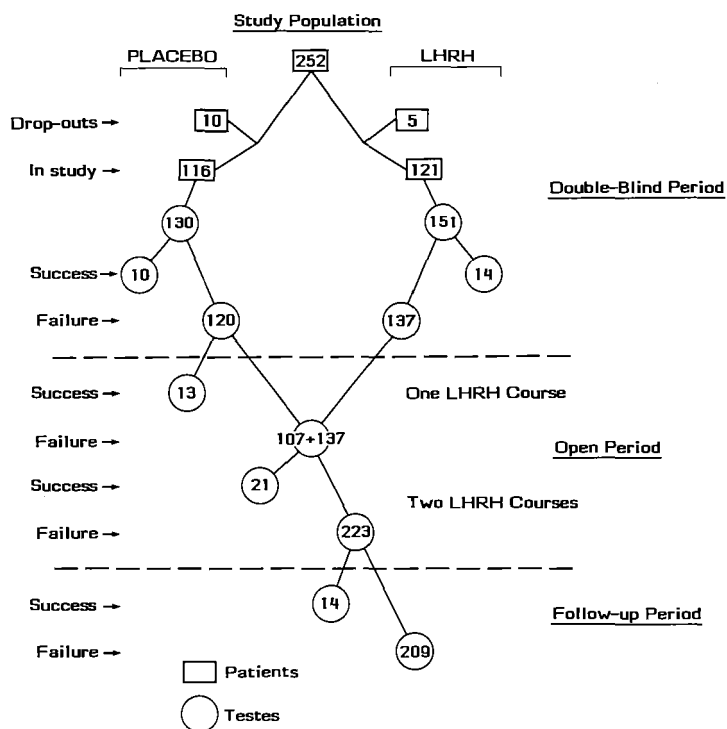 Study Population
PLACEBO 252 LHRH
Drop-outs → 10 5
In study → 116 121
Double-Blind Period
130 151
Success → 10 14
Failure → 120 137
Success → 13 One LHRH Course
Failure → 107+137
Open Period
Success → 21
Two LHRH Courses
Failure → 223
Success → 14
Follow-up Period
Failure → 209
Patients
Testes